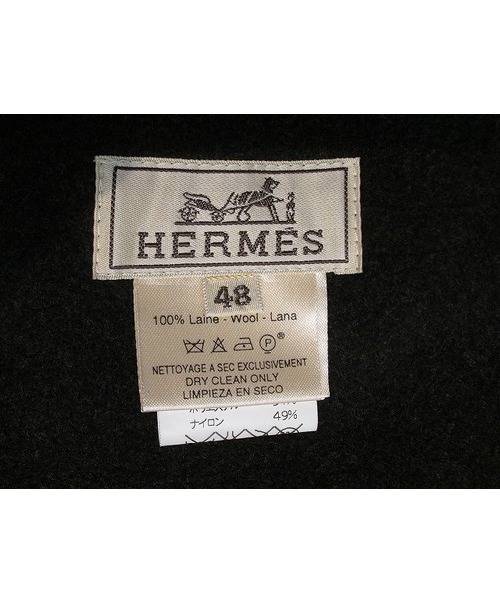 HERMÈS
48
100% Laine - Wool - Lana
P ®
NETTOYAGE A SEC EXCLUSIVEMENT
DRY CLEAN ONLY
LIMPIEZA EN SECO
ナイロン 49%